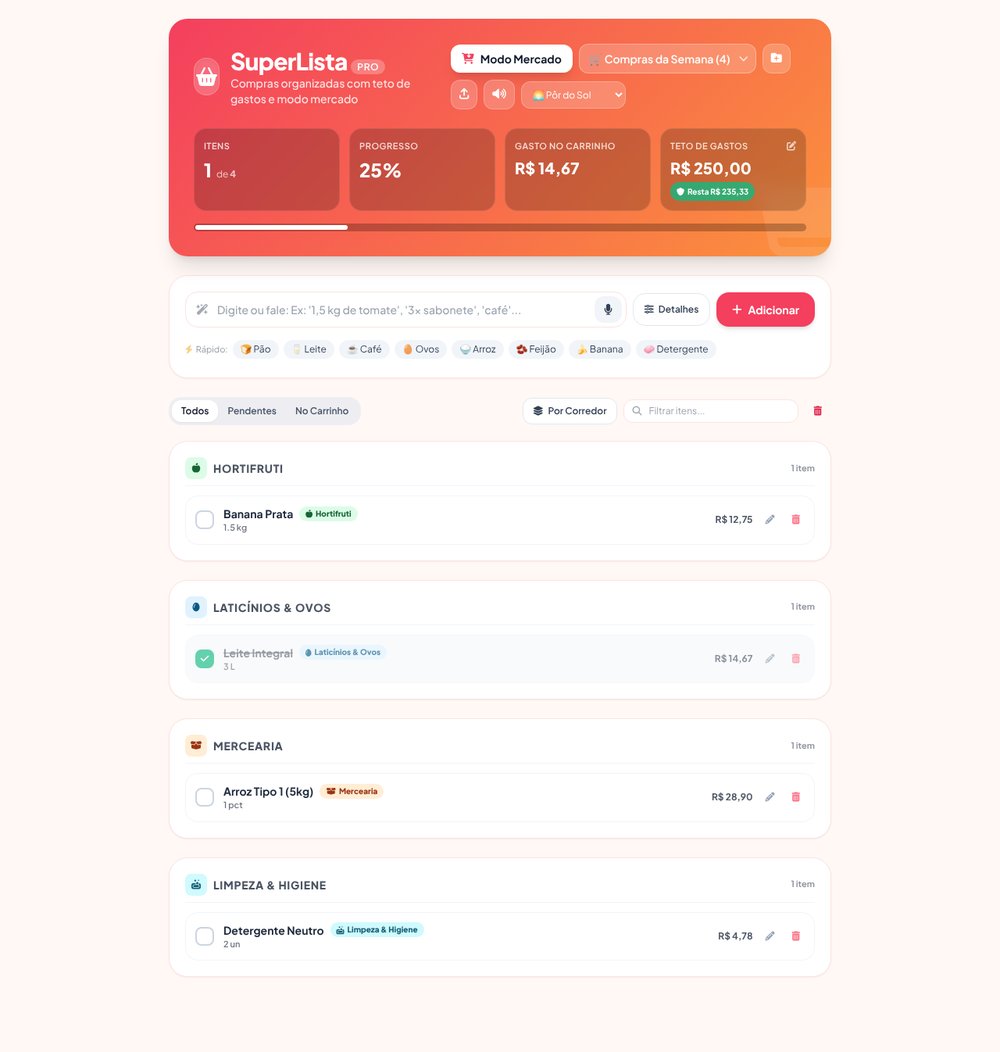 SuperLista PRO
Compras organizadas com teto de
gastos e modo mercado
Modo Mercado
🛒 Compras da Semana (4)
🌅 Pôr do Sol
ITENS
1 de 4
PROGRESSO
25%
GASTO NO CARRINHO
R$ 14,67
TETO DE GASTOS
R$ 250,00
Resta R$ 235,33
Digite ou fale: Ex: '1,5 kg de tomate', '3x sabonete', 'café'...
Detalhes
+ Adicionar
⚡ Rápido:
🍞 Pão
🥛 Leite
☕ Café
🥚 Ovos
🍚 Arroz
🫘 Feijão
🍌 Banana
🧼 Detergente
Todos
Pendentes
No Carrinho
Por Corredor
Filtrar itens...
HORTIFRUTI
1 item
Banana Prata
Hortifruti
1.5 kg
R$ 12,75
LATICÍNIOS & OVOS
1 item
Leite Integral
Laticínios & Ovos
3 L
R$ 14,67
MERCEARIA
1 item
Arroz Tipo 1 (5kg)
Mercearia
1 pct
R$ 28,90
LIMPEZA & HIGIENE
1 item
Detergente Neutro
Limpeza & Higiene
2 un
R$ 4,78